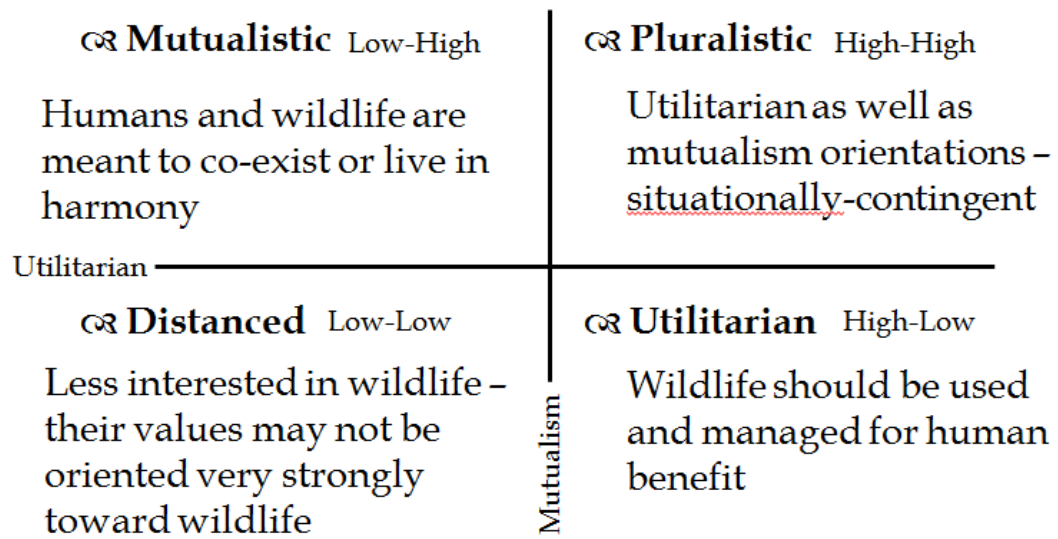 Mutualistic Low-High
Humans and wildlife are
meant to co-exist or live in
harmony
Pluralistic High-High
Utilitarian as well as
mutualism orientations –
situationally-contingent
Utilitarian
Distanced Low-Low
Less interested in wildlife –
their values may not be
oriented very strongly
toward wildlife
Mutualism
Utilitarian High-Low
Wildlife should be used
and managed for human
benefit